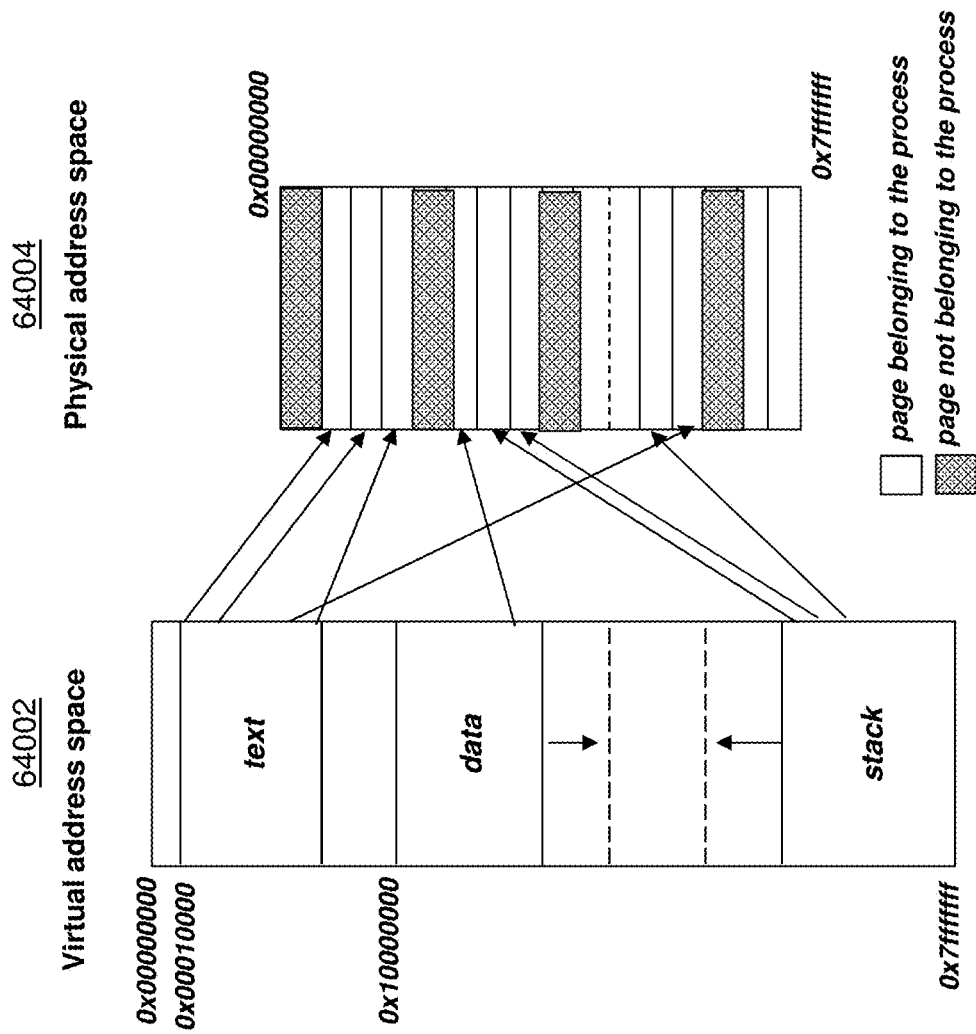 64002
Virtual address space
0x00000000
0x00010000
text
0x10000000
data
stack
0x7fffffff
64004
Physical address space
0x00000000
0x7fffffff
page belonging to the process
page not belonging to the process